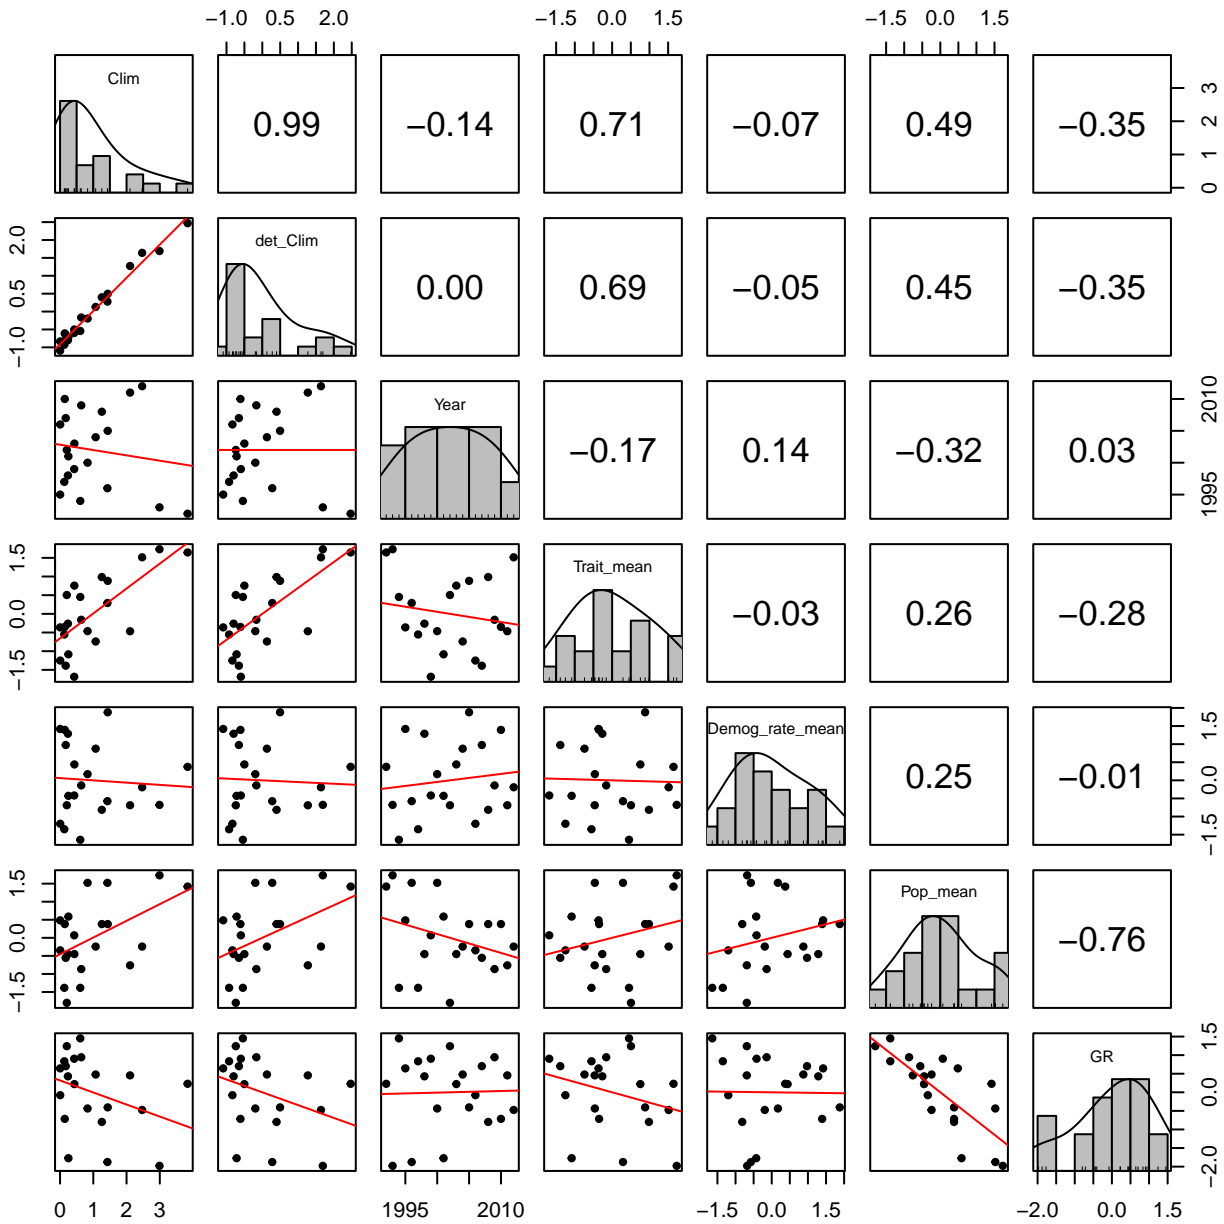 −1.0 0.5 2.0 −1.5 0.0 1.5 −1.5 0.0 1.5
Clim
0.99 −0.14 0.71 −0.07 0.49 −0.35
0 1 2 3
−1.0 0.5 2.0
det_Clim
0.00 0.69 −0.05 0.45 −0.35
Year
−0.17 0.14 −0.32 0.03
1995 2010
−1.5 0.0 1.5
Trait_mean
−0.03 0.26 −0.28
Demog_rate_mean
0.25 −0.01
−1.5 0.0 1.5
−1.5 0.0 1.5
Pop_mean
−0.76
GR
−2.0 0.0 1.5
0 1 2 3 1995 2010 −1.5 0.0 1.5 −2.0 0.0 1.5